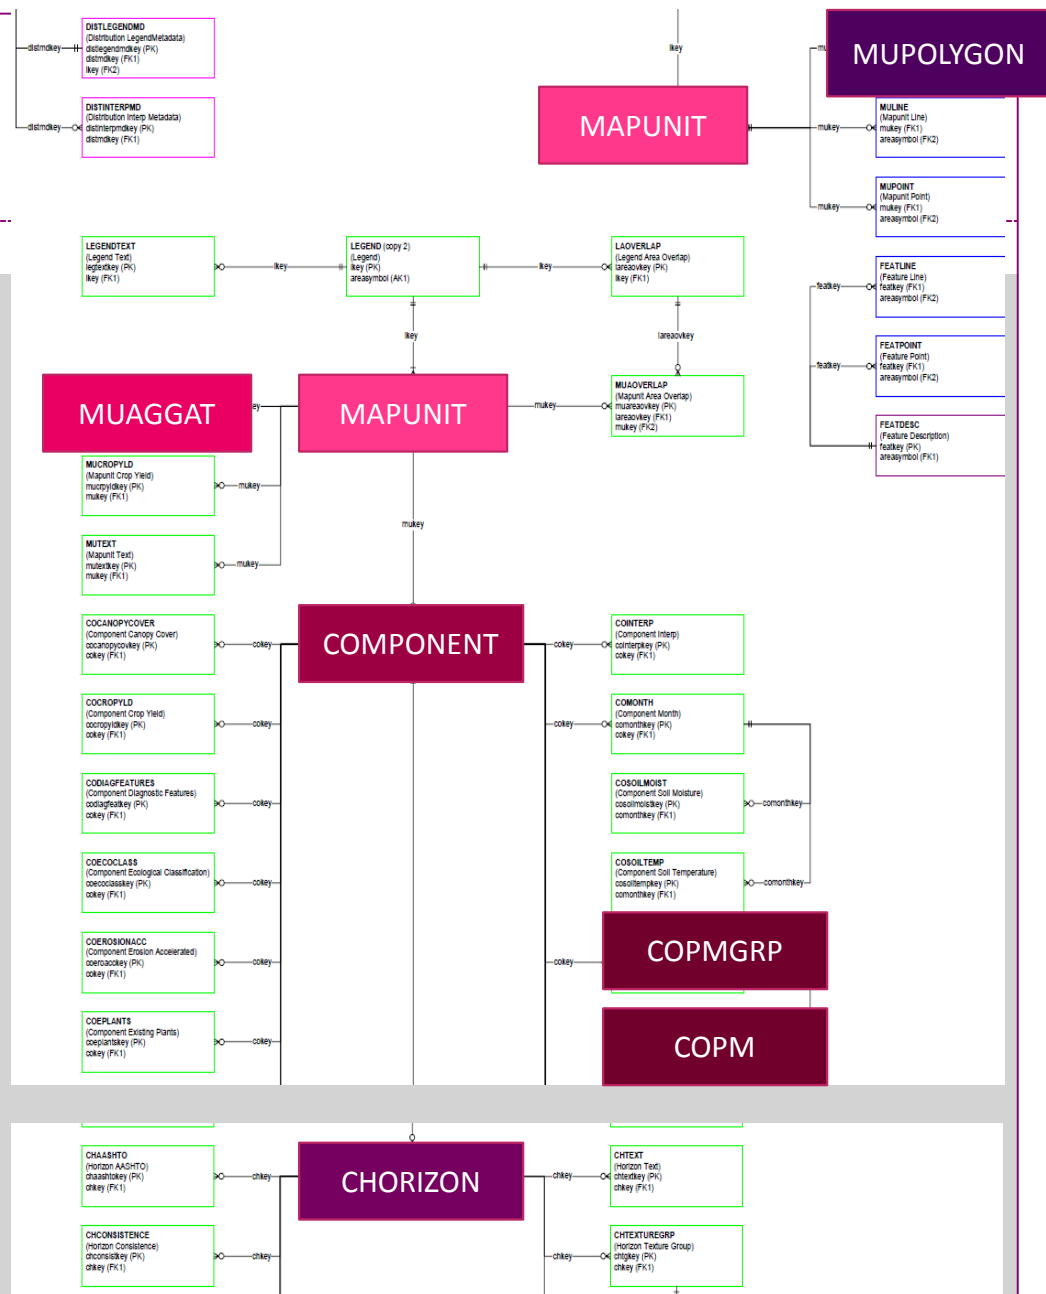 DISTLEGENDMD
(Distribution LegendMetadata)
distlegendmdkey (PK)
distmdkey (FK1)
lkey (FK2)
distmdkey
DISTINTERPMD
(Distribution Interp Metadata)
distinterpmdkey (PK)
distmdkey (FK1)
distmdkey
lkey
MAPUNIT
MUPOLYGON
mu
MULINE
(Mapunit Line)
mukey (FK1)
areasymbol (FK2)
mukey
MUPOINT
(Mapunit Point)
mukey (FK1)
areasymbol (FK2)
mukey
LEGENDTEXT
(Legend Text)
legtextkey (PK)
lkey (FK1)
lkey
LEGEND (copy 2)
(Legend)
lkey (PK)
areasymbol (AK1)
lkey
LAOVERLAP
(Legend Area Overlap)
lareaovkey (PK)
lkey (FK1)
FEATLINE
(Feature Line)
featkey (FK1)
areasymbol (FK2)
featkey
lkey
lareaovkey
FEATPOINT
(Feature Point)
featkey (FK1)
areasymbol (FK2)
featkey
MUAGGAT
ey
MAPUNIT
mukey
MUAOVERLAP
(Mapunit Area Overlap)
muareaovkey (PK)
lareaovkey (FK1)
mukey (FK2)
FEATDESC
(Feature Description)
featkey (PK)
areasymbol (FK1)
MUCROPYLD
(Mapunit Crop Yield)
mucrpyldkey (PK)
mukey (FK1)
mukey
mukey
MUTEXT
(Mapunit Text)
mutextkey (PK)
mukey (FK1)
mukey
COCANOPYCOVER
(Component Canopy Cover)
cocanopycovkey (PK)
cokey (FK1)
cokey
COMPONENT
cokey
COINTERP
(Component Interp)
cointerpkey (PK)
cokey (FK1)
COCROPYLD
(Component Crop Yield)
cocropyldkey (PK)
cokey (FK1)
cokey
cokey
COMONTH
(Component Month)
comonthkey (PK)
cokey (FK1)
CODIAGFEATURES
(Component Diagnostic Features)
codiagfeatkey (PK)
cokey (FK1)
cokey
COSOILMOIST
(Component Soil Moisture)
cosoilmoistkey (PK)
comonthkey (FK1)
comonthkey
COECOCLASS
(Component Ecological Classification)
coecoclasskey (PK)
cokey (FK1)
cokey
COSOILTEMP
(Component Soil Temperature)
cosoiltempkey (PK)
comonthkey (FK1)
comonthkey
COEROSIONACC
(Component Erosion Accelerated)
coeroacckey (PK)
cokey (FK1)
cokey
cokey
COPMGRP
COEPLANTS
(Component Existing Plants)
coeplantskey (PK)
cokey (FK1)
cokey
COPM
CHAASHTO
(Horizon AASHTO)
chaashtokey (PK)
chkey (FK1)
chkey
CHORIZON
chkey
CHTEXT
(Horizon Text)
chtextkey (PK)
chkey (FK1)
CHCONSISTENCE
(Horizon Consistence)
chconsistkey (PK)
chkey (FK1)
chkey
chkey
CHTEXTUREGRP
(Horizon Texture Group)
chtgkey (PK)
chkey (FK1)